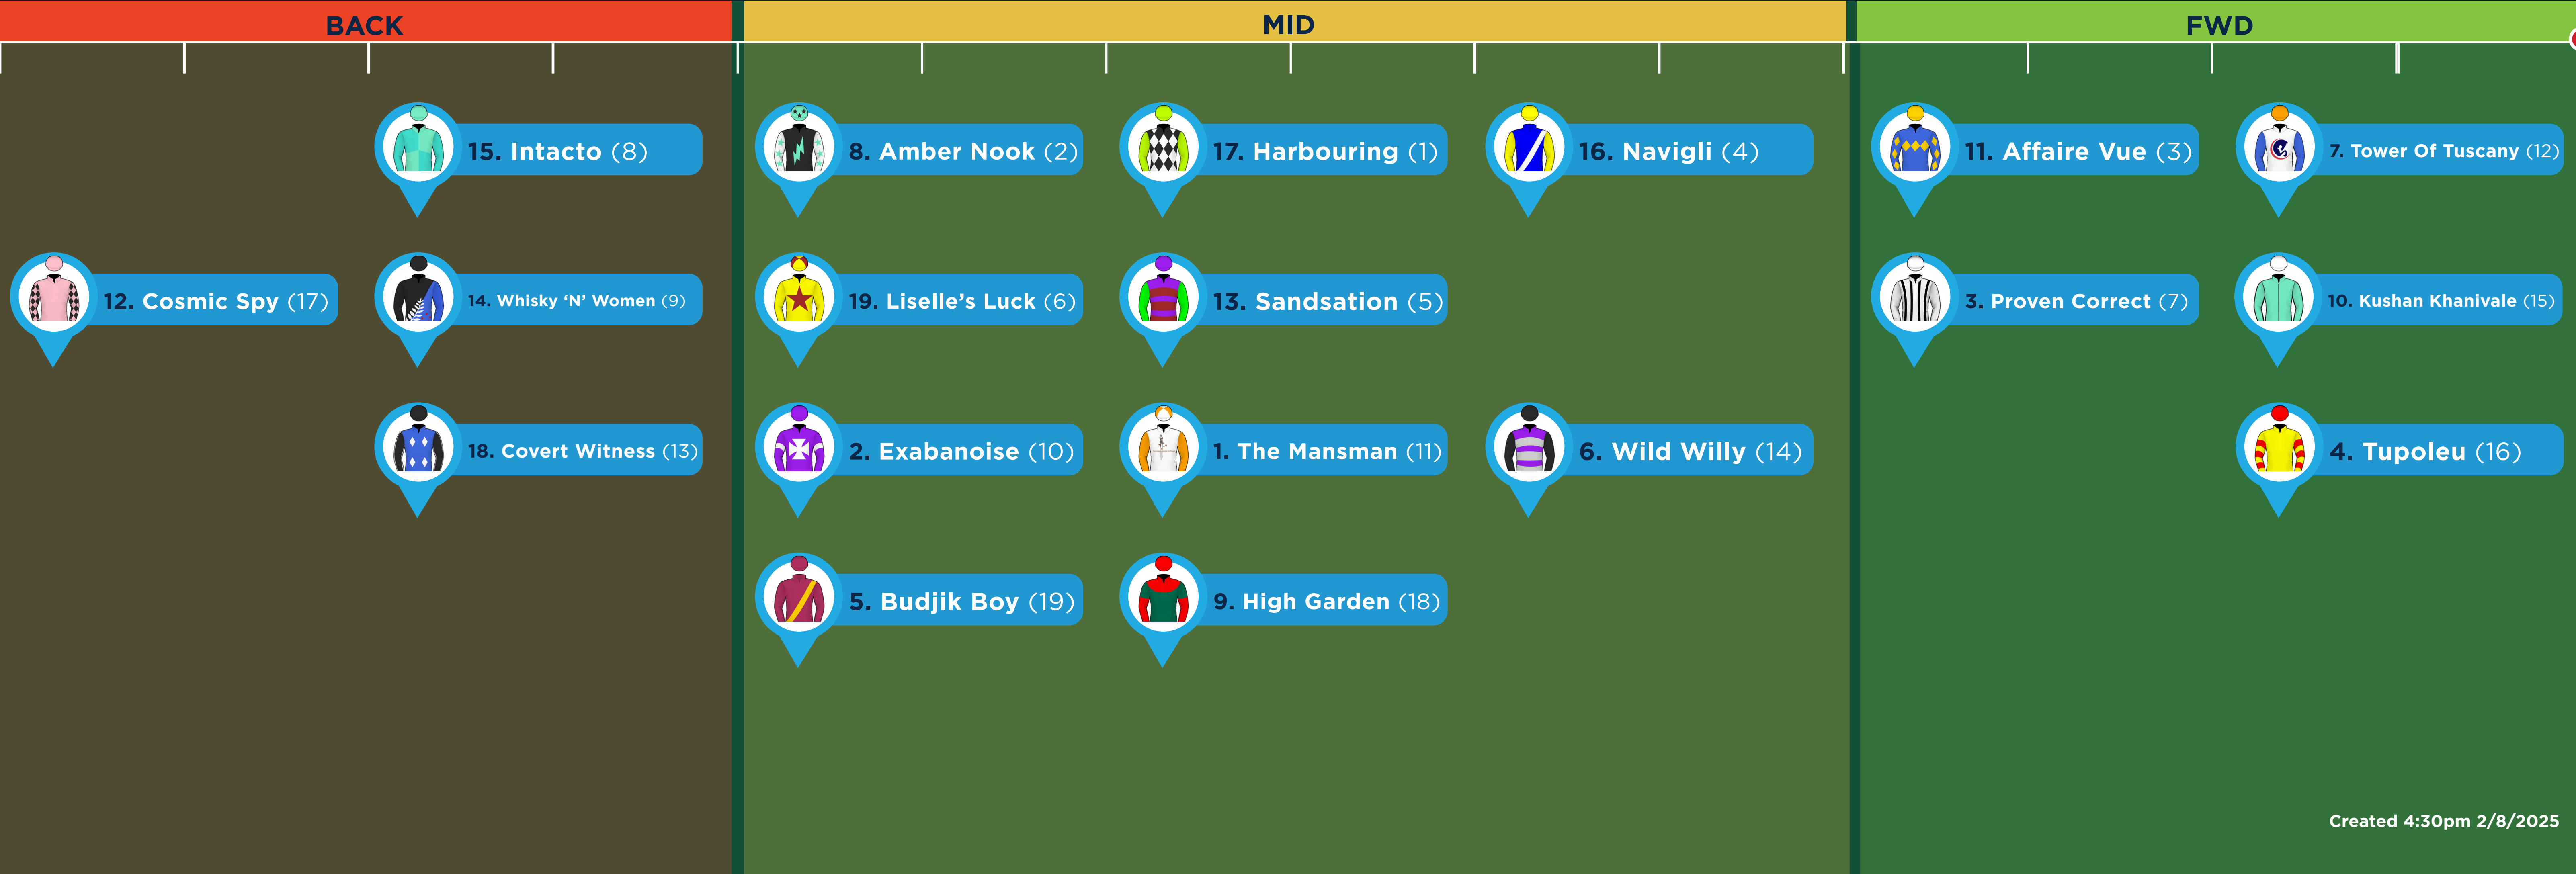 BACK
MID
FWD
15. Intacto (8)
8. Amber Nook (2)
17. Harbouring (1)
16. Navigli (4)
11. Affaire Vue (3)
7. Tower Of Tuscany (12)
12. Cosmic Spy (17)
14. Whisky ‘N’ Women (9)
19. Liselle’s Luck (6)
13. Sandsation (5)
3. Proven Correct (7)
10. Kushan Khanivale (15)
18. Covert Witness (13)
2. Exabanoise (10)
1. The Mansman (11)
6. Wild Willy (14)
4. Tupoleu (16)
5. Budjik Boy (19)
9. High Garden (18)
Created 4:30pm 2/8/2025